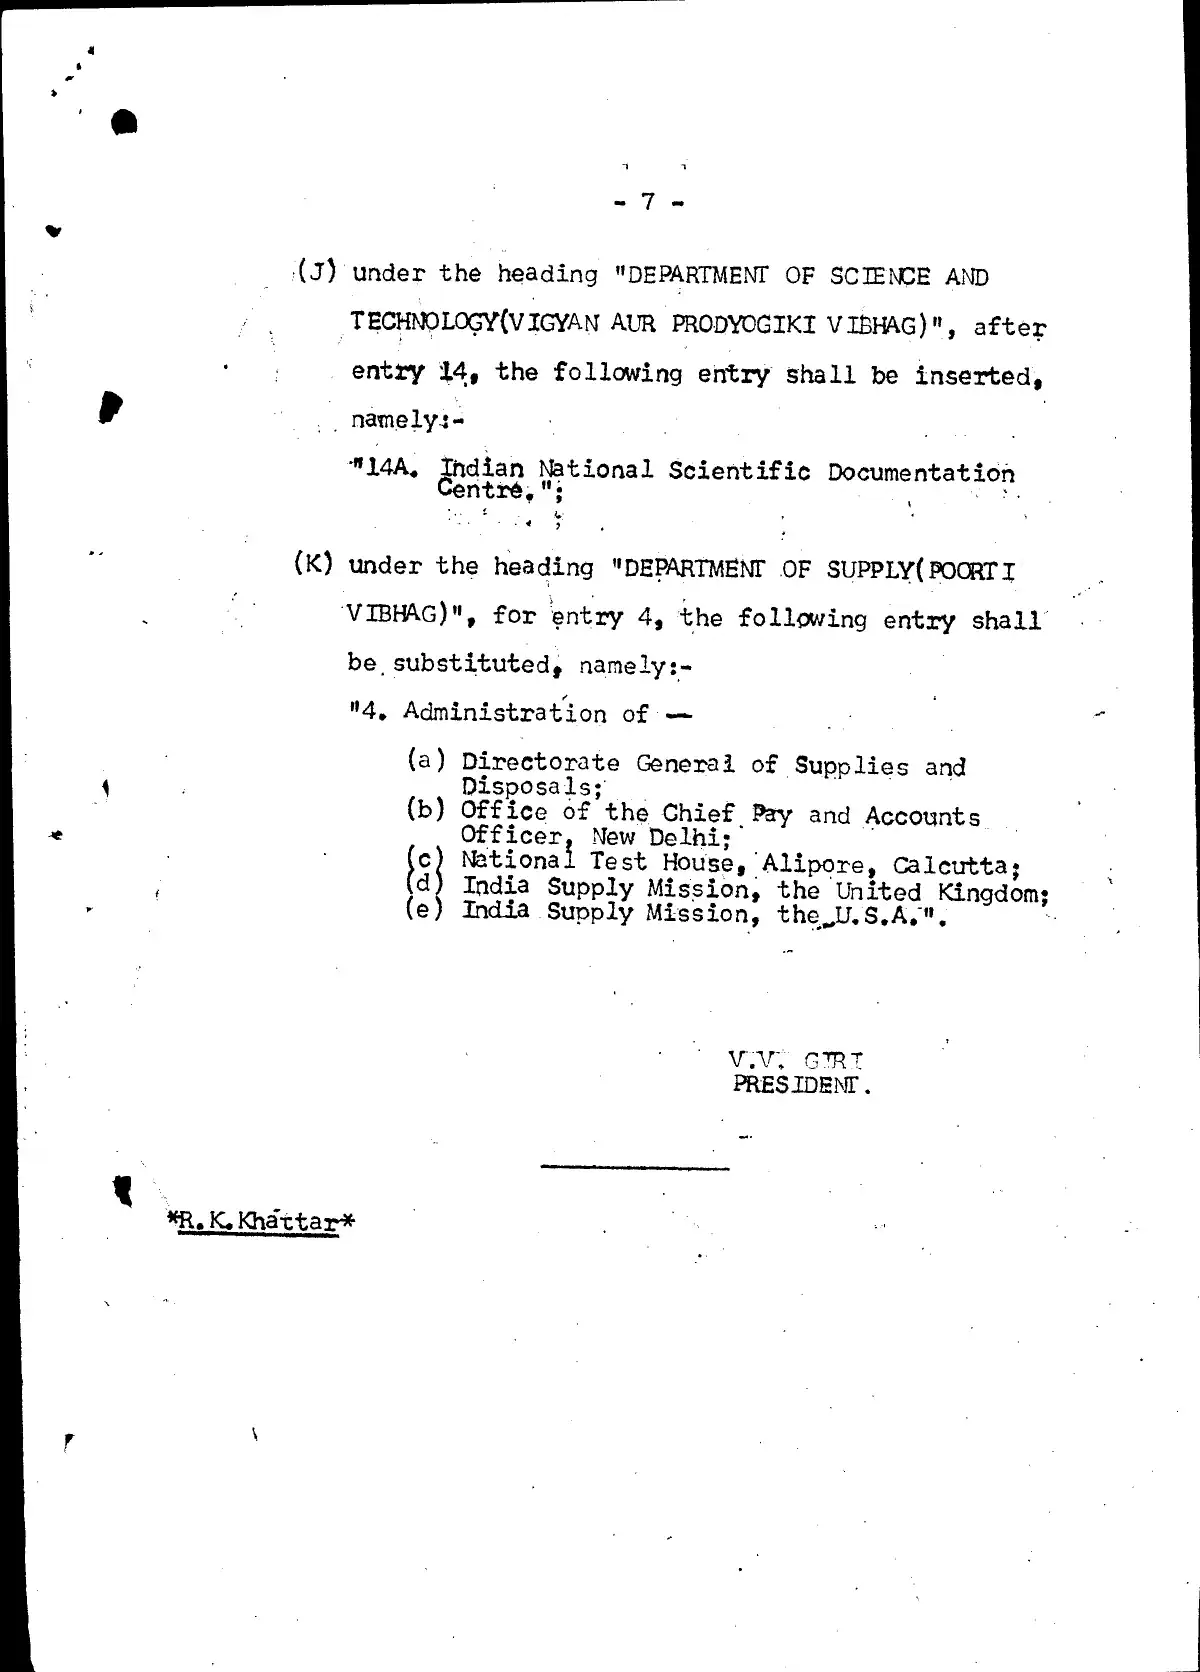 - 7 -
(J) under the heading "DEPARTMENT OF SCIENCE AND
TECHNOLOGY(VIGYAN AUR PRODYOGIKI VIBHAG)", after
entry 14, the following entry shall be inserted,
namely:-
"14A. Indian National Scientific Documentation
Centre.";
(K) under the heading "DEPARTMENT OF SUPPLY(POORTI
VIBHAG)", for entry 4, the following entry shall
be substituted, namely:-
"4. Administration of —
(a) Directorate General of Supplies and
Disposals;
(b) Office of the Chief Pay and Accounts
Officer, New Delhi;
(c) National Test House, Alipore, Calcutta;
(d) India Supply Mission, the United Kingdom;
(e) India Supply Mission, the U.S.A.".
V.V. GIRI
PRESIDENT.
*R.K.Khattar*